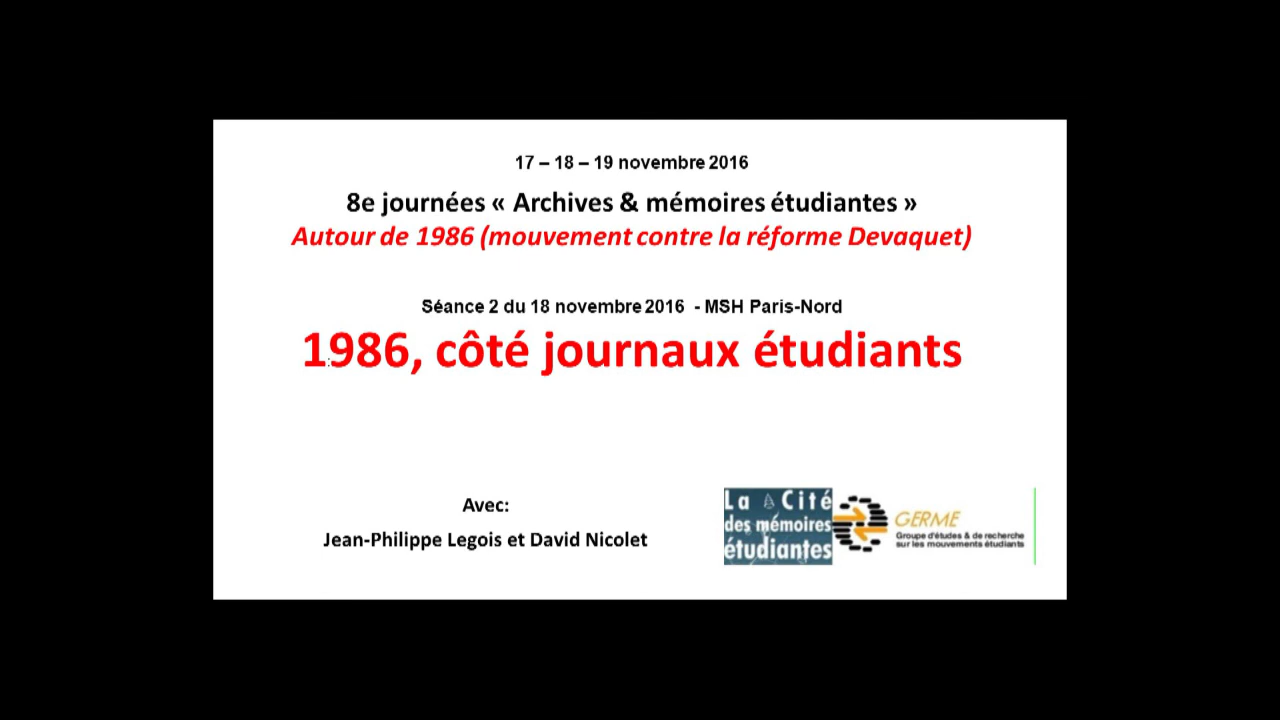 17 – 18 – 19 novembre 2016
8e journées « Archives & mémoires étudiantes »
Autour de 1986 (mouvement contre la réforme Devaquet)
Séance 2 du 18 novembre 2016 - MSH Paris-Nord
1986, côté journaux étudiants
Avec:
Jean-Philippe Legois et David Nicolet
La Cité
des mémoires
étudiantes
GERME
Groupe d'études & de recherche
sur les mouvements étudiants